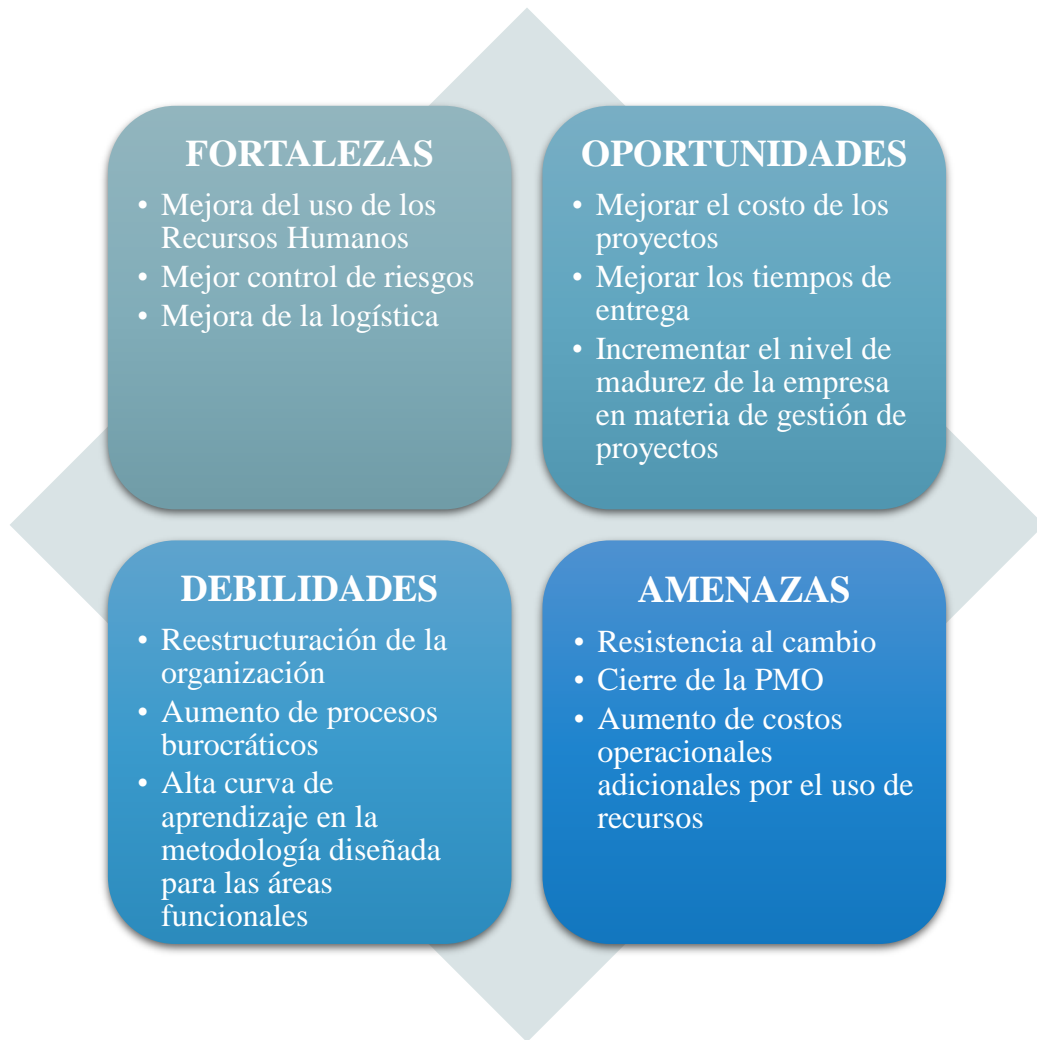 FORTALEZAS
• Mejora del uso de los
Recursos Humanos
• Mejor control de riesgos
• Mejora de la logística
OPORTUNIDADES
• Mejorar el costo de los
proyectos
• Mejorar los tiempos de
entrega
• Incrementar el nivel de
madurez de la empresa
en materia de gestión de
proyectos
DEBILIDADES
• Reestructuración de la
organización
• Aumento de procesos
burocráticos
• Alta curva de
aprendizaje en la
metodología diseñada
para las áreas
funcionales
AMENAZAS
• Resistencia al cambio
• Cierre de la PMO
• Aumento de costos
operacionales
adicionales por el uso de
recursos